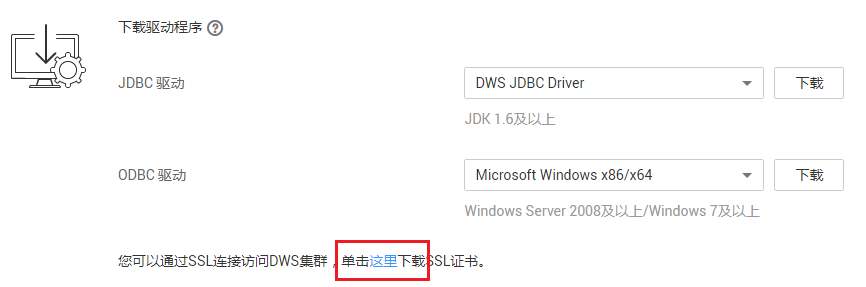 下载驱动程序 ?
JDBC 驱动 DWS JDBC Driver 下载
JDK 1.6及以上
ODBC 驱动 Microsoft Windows x86/x64 下载
Windows Server 2008及以上/Windows 7及以上
您可以通过SSL连接访问DWS集群，单击这里下载SSL证书。